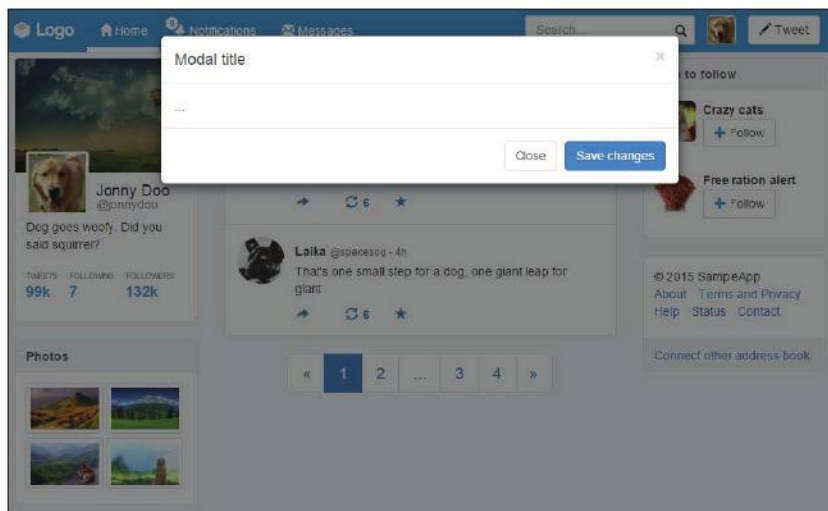 Logo Home Notifications Messages Search... Tweet
Modal title ×
...
Close Save changes
Jonny Doo
@jonnydoo
Dog goes woofy. Did you
said squirrel?
TWEETS FOLLOWING FOLLOWERS
99k 7 132k
Photos
6
Laika @spacesog - 4h
That's one small step for a dog, one giant leap for
giant
6
« 1 2 ... 3 4 »
to follow
Crazy cats
+ Follow
Free ration alert
+ Follow
© 2015 SampeApp
About Terms and Privacy
Help Status Contact
Connect other address book